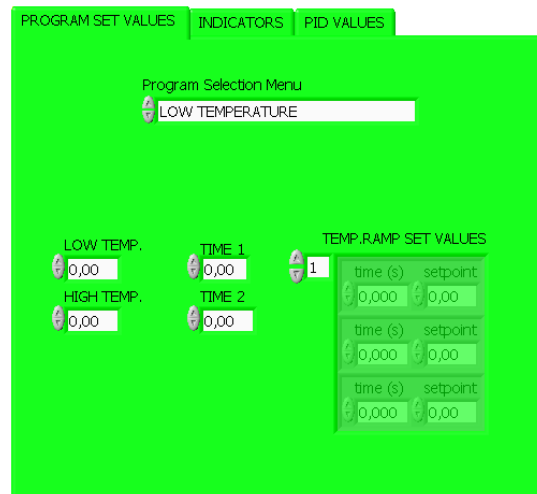 PROGRAM SET VALUES INDICATORS PID VALUES
Program Selection Menu
LOW TEMPERATURE
LOW TEMP. TIME 1 TEMP.RAMP SET VALUES
0,00 0,00 1 time (s) setpoint
HIGH TEMP. TIME 2 0,000 0,00
0,00 0,00 time (s) setpoint
0,000 0,00
time (s) setpoint
0,000 0,00